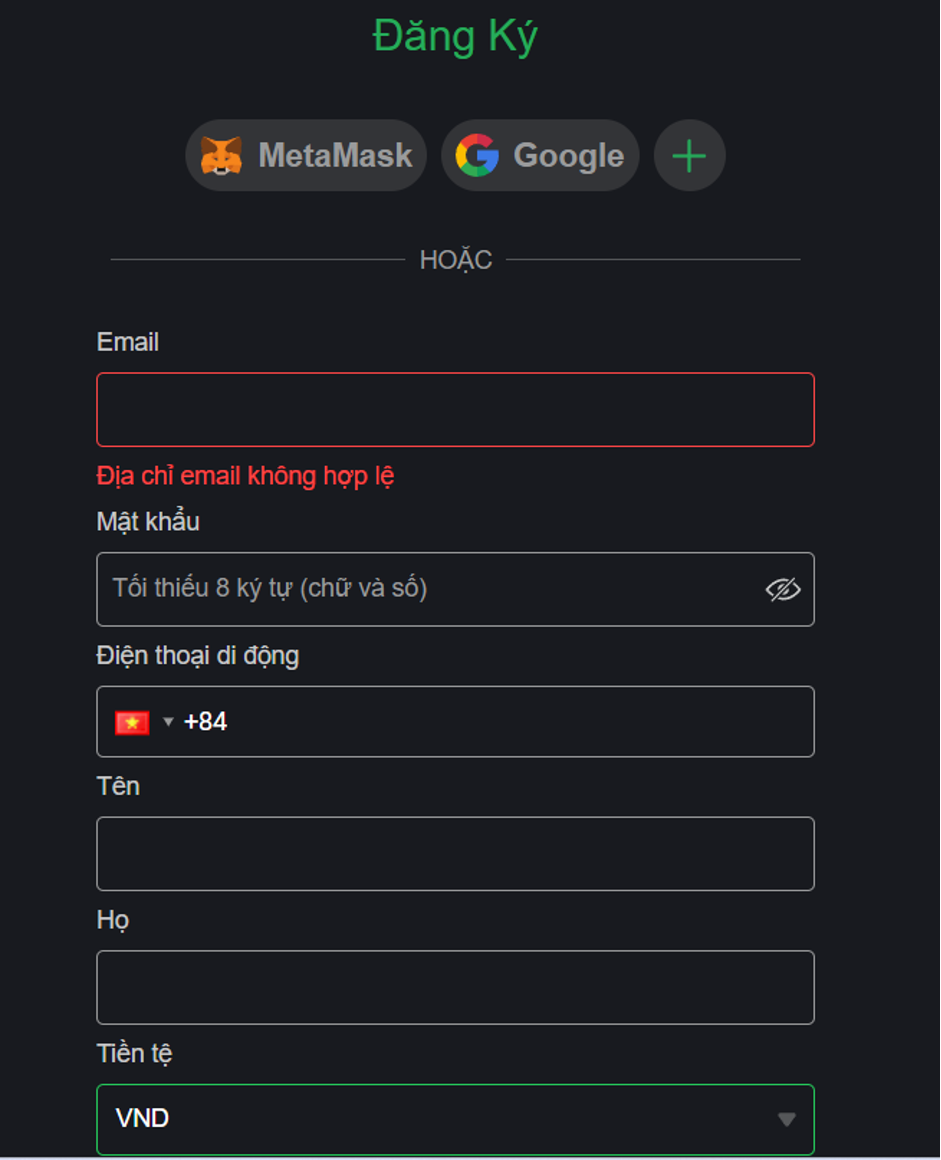 Đăng Ký
MetaMask Google
HOẶC
Email
Địa chỉ email không hợp lệ
Mật khẩu
Tối thiếu 8 ký tự (chữ và số)
Điện thoại di động
+84
Tên
Họ
Tiền tệ
VND